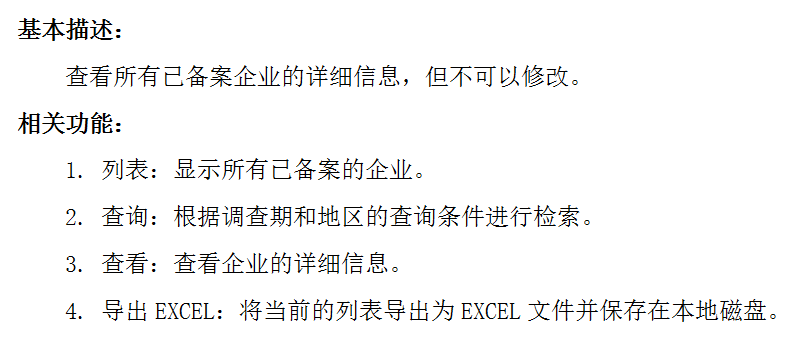 基本描述：
查看所有已备案企业的详细信息，但不可以修改。
相关功能：
1. 列表：显示所有已备案的企业。
2. 查询：根据调查期和地区的查询条件进行检索。
3. 查看：查看企业的详细信息。
4. 导出 EXCEL：将当前的列表导出为 EXCEL 文件并保存在本地磁盘。